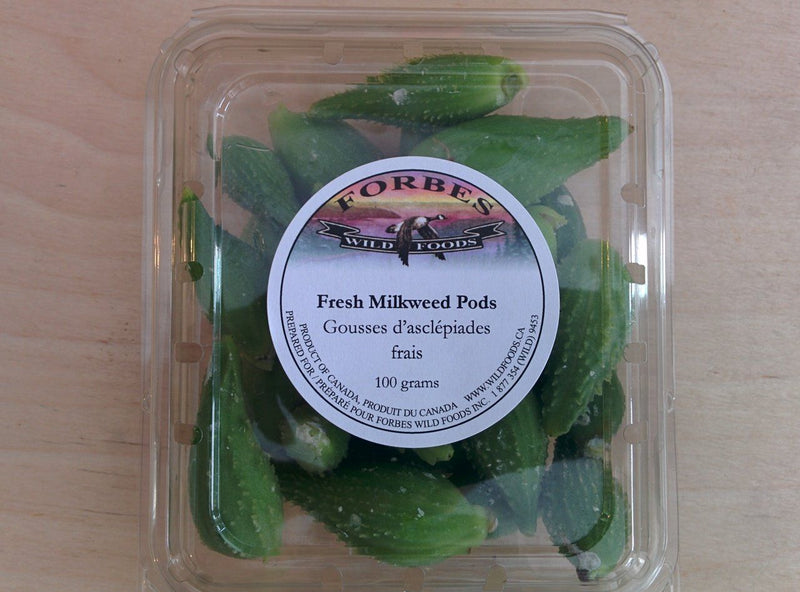 FORBES
WILD FOODS
Fresh Milkweed Pods
Gousses d'asclépiades
frais
100 grams
PRODUCT OF CANADA, PRODUIT DU CANADA WWW.WILDFOODS.CA
PREPARED FOR / PRÉPARÉ POUR FORBES WILD FOODS INC. 1 877 354 (WILD) 9453